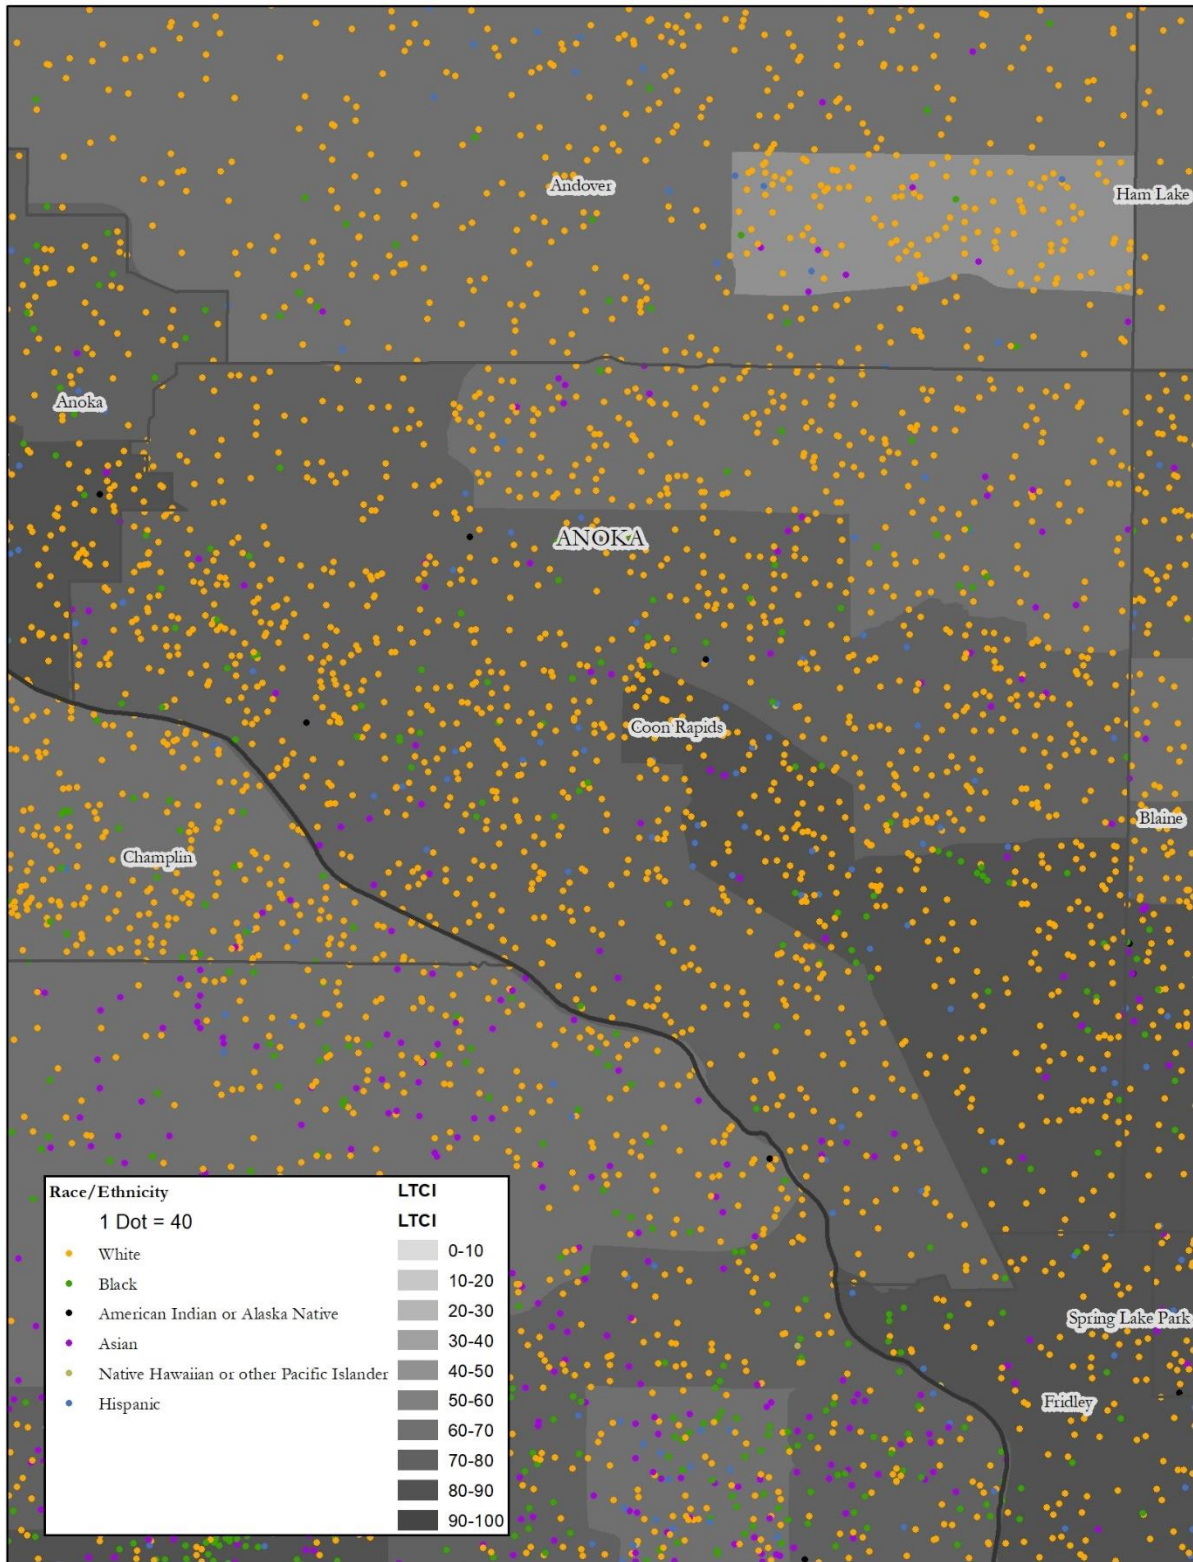 Andover
Ham Lake
Anoka
ANOKA
Coon Rapids
Blaine
Champlin
Race/Ethnicity
1 Dot = 40
White
Black
American Indian or Alaska Native
Asian
Native Hawaiian or other Pacific Islander
Hispanic
LTCI
LTCI
0-10
10-20
20-30
30-40
40-50
50-60
60-70
70-80
80-90
90-100
Spring Lake Park
Fridley